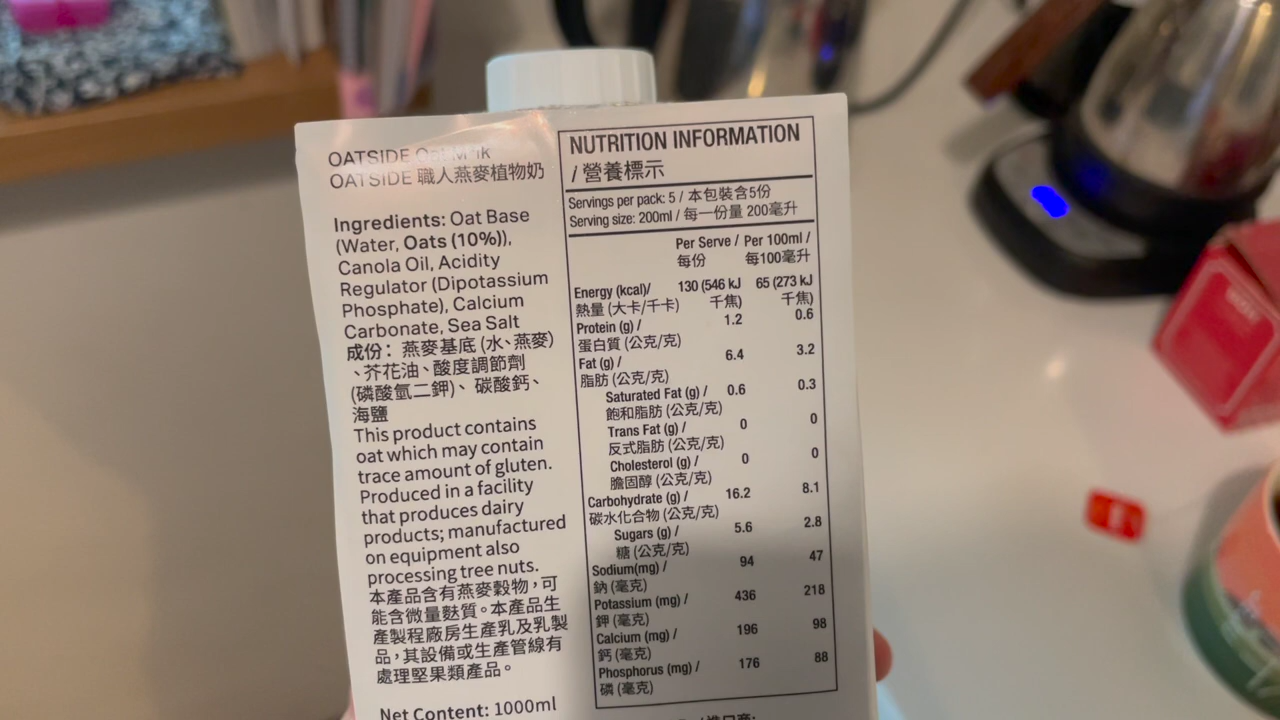 OATSIDE Oat Milk
OATSIDE 職人燕麥植物奶
Ingredients: Oat Base
(Water, Oats (10%)),
Canola Oil, Acidity
Regulator (Dipotassium
Phosphate), Calcium
Carbonate, Sea Salt
成份：燕麥基底 (水、燕麥)
、芥花油、酸度調節劑
(磷酸氫二鉀)、碳酸鈣、
海鹽
This product contains
oat which may contain
trace amount of gluten.
Produced in a facility
that produces dairy
products; manufactured
on equipment also
processing tree nuts.
本產品含有燕麥穀物，可
能含微量麩質。本產品生
產製程廠房生產乳及乳製
品，其設備或生產管線有
處理堅果類產品。
Net Content: 1000ml
NUTRITION INFORMATION
/ 營養標示
Servings per pack: 5 / 本包裝含5份
Serving size: 200ml / 每一份量 200毫升
Per Serve / Per 100ml /
每份 每100毫升
Energy (kcal)/ 130 (546 kJ 65 (273 kJ
熱量 (大卡/千卡) 千焦) 千焦)
Protein (g) / 1.2 0.6
蛋白質 (公克/克)
Fat (g) / 6.4 3.2
脂肪 (公克/克)
Saturated Fat (g) / 0.6 0.3
飽和脂肪 (公克/克)
Trans Fat (g) / 0 0
反式脂肪 (公克/克)
Cholesterol (g) / 0 0
膽固醇 (公克/克)
Carbohydrate (g) / 16.2 8.1
碳水化合物 (公克/克)
Sugars (g) / 5.6 2.8
糖 (公克/克)
Sodium(mg) / 94 47
鈉 (毫克)
Potassium (mg) / 436 218
鉀 (毫克)
Calcium (mg) / 196 98
鈣 (毫克)
Phosphorus (mg) / 176 88
磷 (毫克)